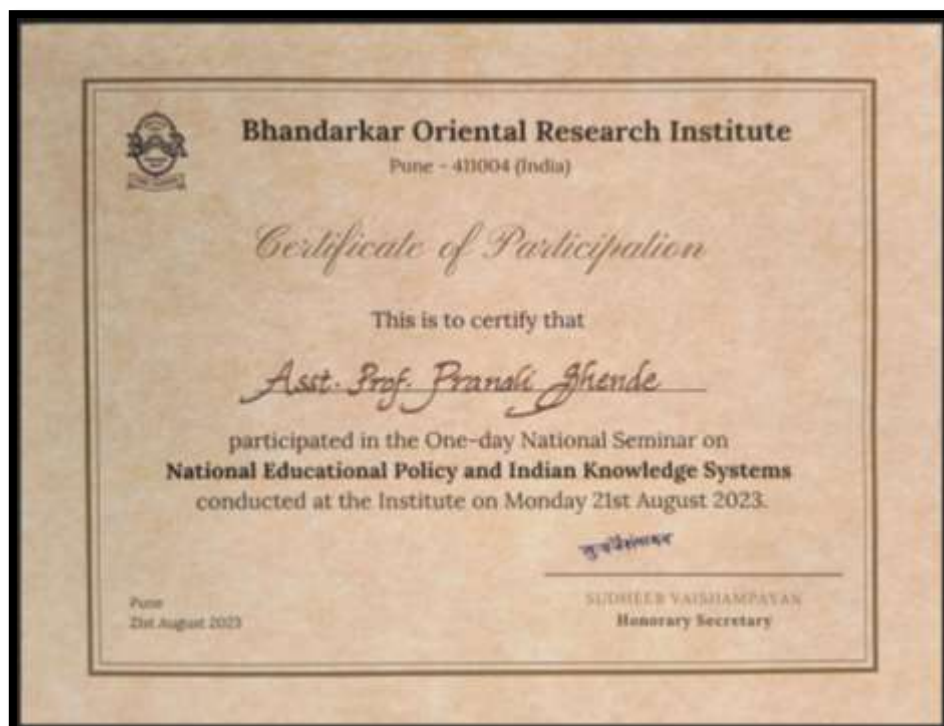 Bhandarkar Oriental Research Institute
Pune - 411004 (India)
Certificate of Participation
This is to certify that
Asst. Prof. Pranali
participated in the One-day National Seminar on
National Educational Policy and Indian Knowledge Systems
conducted at the Institute on Monday 21st August 2023.
SUDHEER VAISHAMPAYAN
Honorary Secretary
Pune
21st August 2023